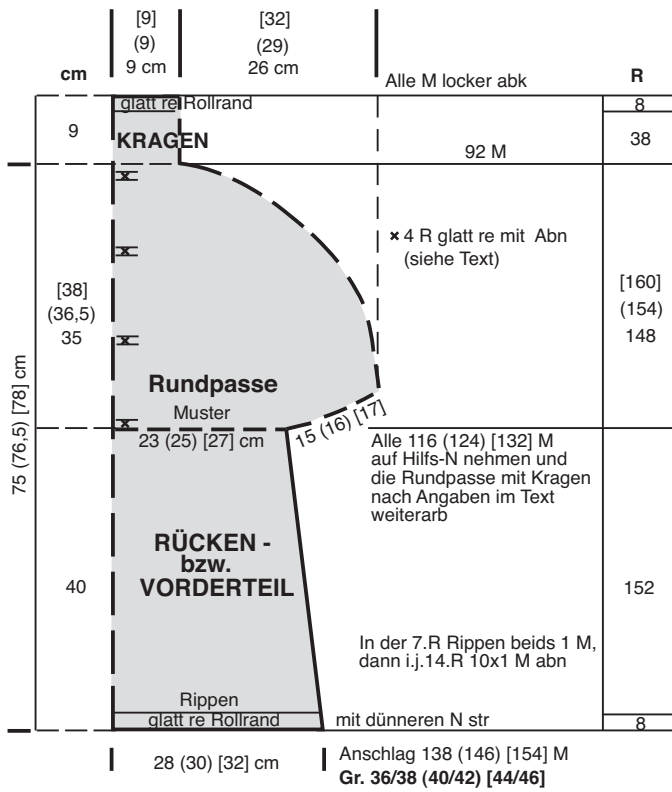 [9]
(9)
9 cm
[32]
(29)
26 cm
cm
Alle M locker abk
R
glatt re Rollrand
8
9
KRAGEN
92 M
38
× 4 R glatt re mit Abn
(siehe Text)
[38]
(36,5)
35
[160]
(154)
148
Rundpasse
Muster
23 (25) [27] cm
15 (16) [17]
75 (76,5) [78] cm
Alle 116 (124) [132] M
auf Hilfs-N nehmen und
die Rundpasse mit Kragen
nach Angaben im Text
weiterarb
RÜCKEN -
bzw.
VORDERTEIL
40
152
In der 7.R Rippen beids 1 M,
dann i.j.14.R 10x1 M abn
Rippen
glatt re Rollrand
mit dünneren N str
8
28 (30) [32] cm
Anschlag 138 (146) [154] M
Gr. 36/38 (40/42) [44/46]